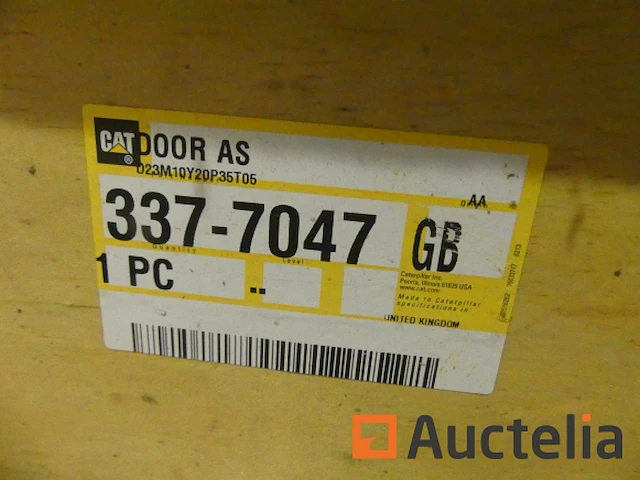 CAT® DOOR AS
D23M10Y20P35T05
AA
337-7047 GB
Quantity Level
1 PC
Caterpillar Inc.
Peoria, Illinois 61629 USA
www.cat.com
Made to Caterpillar
specifications in:
UNITED KINGDOM
Auctelia